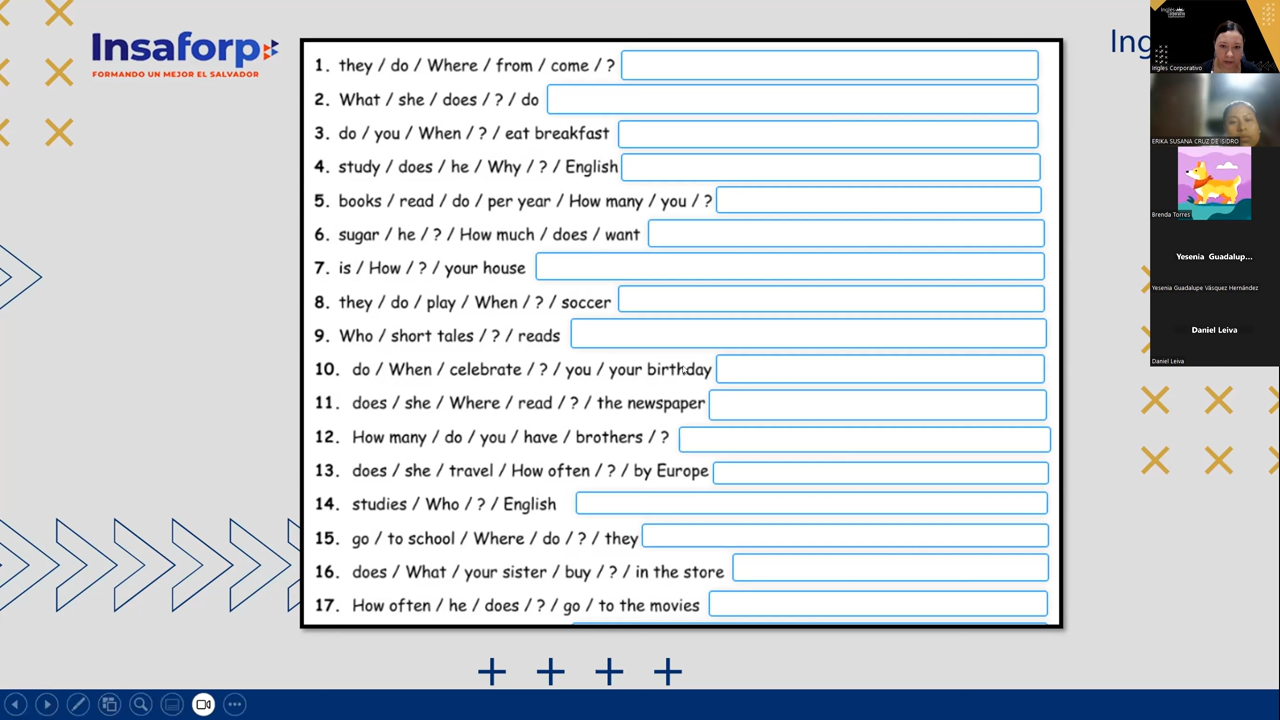 Insaforp
FORMANDO UN MEJOR EL SALVADOR
Ing
1. they / do / Where / from / come / ?
2. What / she / does / ? / do
3. do / you / When / ? / eat breakfast
4. study / does / he / Why / ? / English
5. books / read / do / per year / How many / you / ?
6. sugar / he / ? / How much / does / want
7. is / How / ? / your house
8. they / do / play / When / ? / soccer
9. Who / short tales / ? / reads
10. do / When / celebrate / ? / you / your birthday
11. does / she / Where / read / ? / the newspaper
12. How many / do / you / have / brothers / ?
13. does / she / travel / How often / ? / by Europe
14. studies / Who / ? / English
15. go / to school / Where / do / ? / they
16. does / What / your sister / buy / ? / in the store
17. How often / he / does / ? / go / to the movies
Ingles Corporativo
ERIKA SUSANA CRUZ DE ISIDRO
Brenda Torres
Yesenia Guadalup...
Yesenia Guadalupe Vásquez Hernández
Daniel Leiva
Daniel Leiva